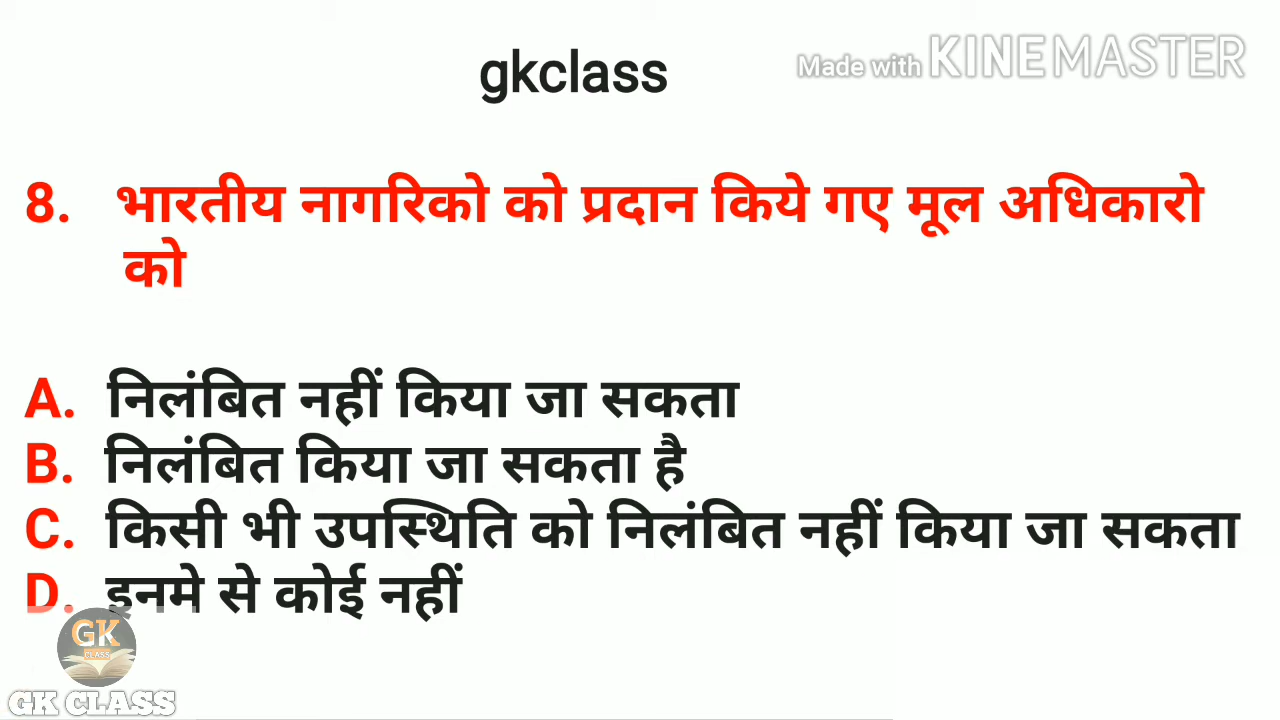 gkclass
Made with KINEMASTER
8. भारतीय नागरिको को प्रदान किये गए मूल अधिकारो
को
A. निलंबित नहीं किया जा सकता
B. निलंबित किया जा सकता है
C. किसी भी उपस्थिति को निलंबित नहीं किया जा सकता
D. इनमे से कोई नहीं
GK
CLASS
GK CLASS